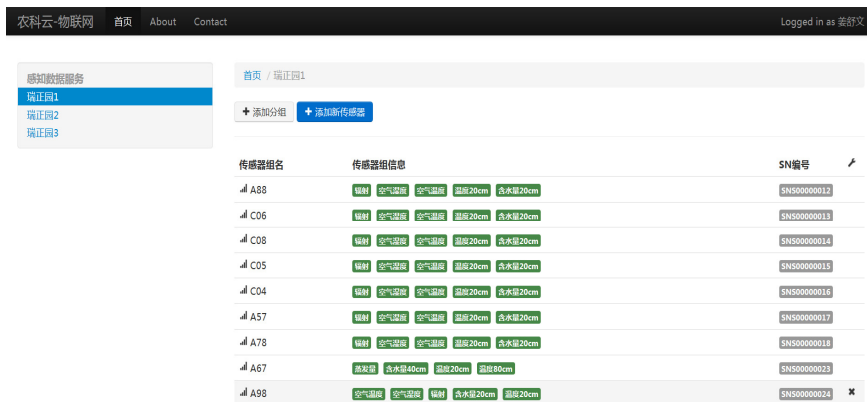 农科云-物联网 首页 About Contact Logged in as 姜舒文
感知数据服务
瑞正园1
瑞正园2
瑞正园3
首页 / 瑞正园1
添加分组 添加新传感器
传感器组名 传感器组信息 SN编号
A88 辐射 空气湿度 空气温度 温度20cm 含水量20cm SNS00000012
C06 辐射 空气湿度 空气温度 温度20cm 含水量20cm SNS00000013
C08 辐射 空气湿度 空气温度 温度20cm 含水量20cm SNS00000014
C05 辐射 空气湿度 空气温度 温度20cm 含水量20cm SNS00000015
C04 辐射 空气湿度 空气温度 温度20cm 含水量20cm SNS00000016
A57 辐射 空气湿度 空气温度 温度20cm 含水量20cm SNS00000017
A78 辐射 空气湿度 空气温度 温度20cm 含水量20cm SNS00000018
A67 蒸发量 含水量40cm 温度20cm 温度80cm SNS00000023
A98 空气温度 空气湿度 辐射 含水量20cm 温度20cm SNS00000024